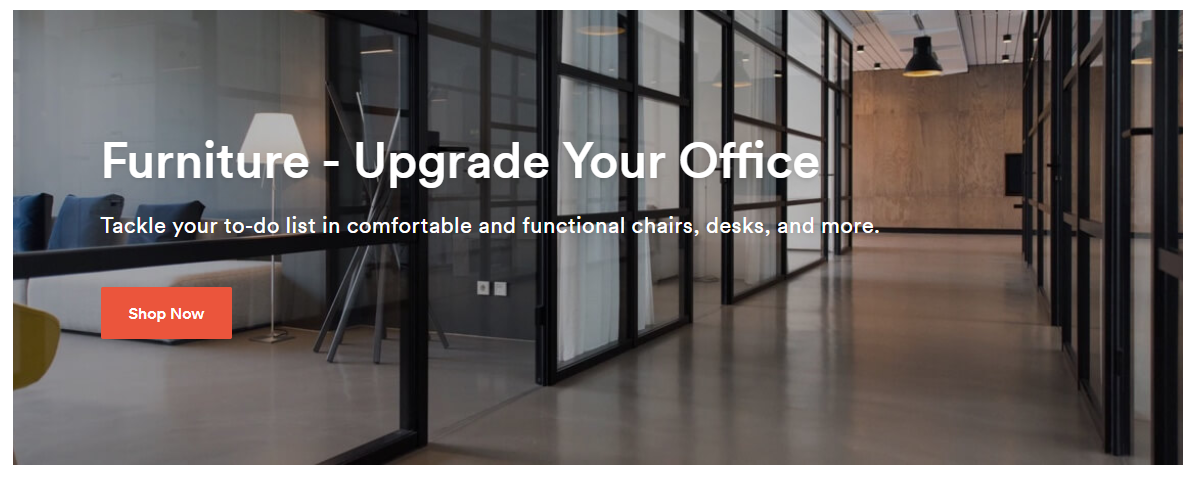 Furniture - Upgrade Your Office
Tackle your to-do list in comfortable and functional chairs, desks, and more.
Shop Now